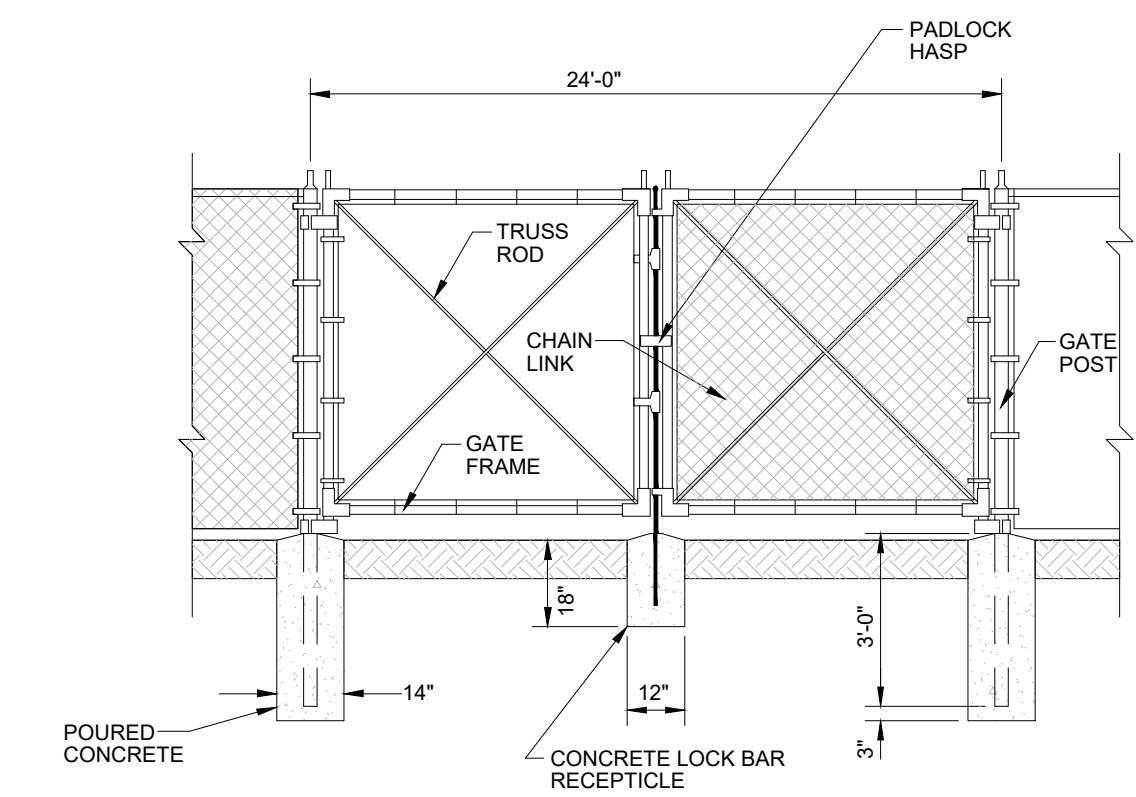 PADLOCK
HASP
24'-0"
TRUSS
ROD
CHAIN
LINK
GATE
POST
GATE
FRAME
18"
3'-0"
14"
12"
3"
POURED
CONCRETE
CONCRETE LOCK BAR
RECEPTICLE